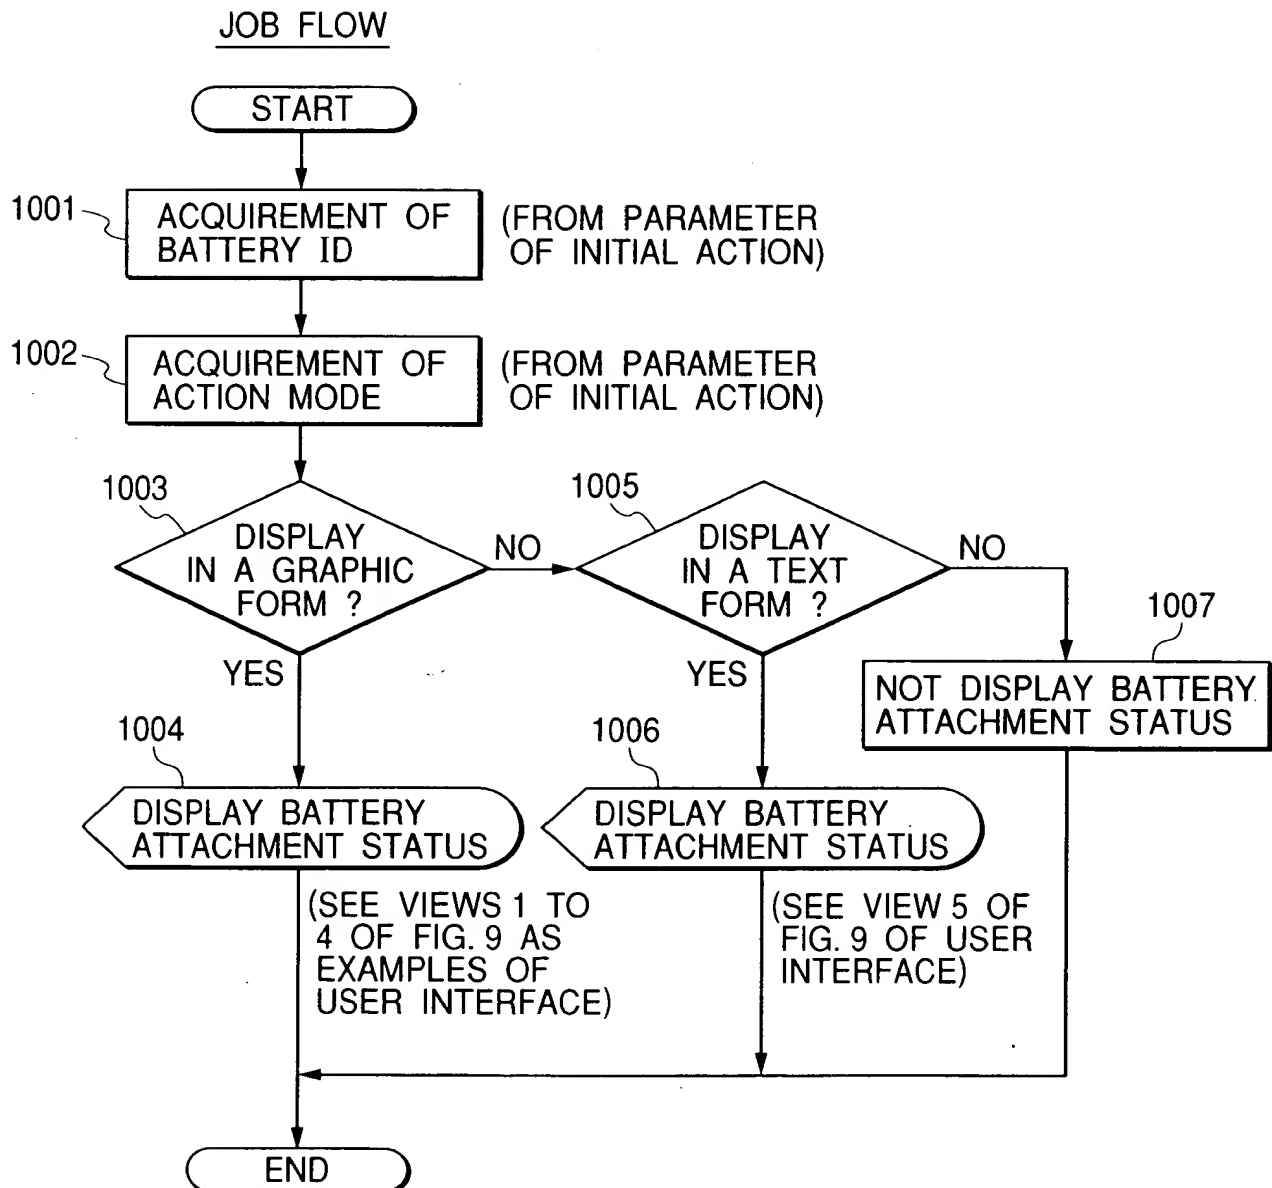 JOB FLOW
START
1001
ACQUIREMENT OF
BATTERY ID
(FROM PARAMETER
OF INITIAL ACTION)
1002
ACQUIREMENT OF
ACTION MODE
(FROM PARAMETER
OF INITIAL ACTION)
1003
DISPLAY
IN A GRAPHIC
FORM ?
NO
YES
1005
DISPLAY
IN A TEXT
FORM ?
NO
YES
1007
NOT DISPLAY BATTERY
ATTACHMENT STATUS
1004
DISPLAY BATTERY
ATTACHMENT STATUS
(SEE VIEWS 1 TO
4 OF FIG. 9 AS
EXAMPLES OF
USER INTERFACE)
1006
DISPLAY BATTERY
ATTACHMENT STATUS
(SEE VIEW 5 OF
FIG. 9 OF USER
INTERFACE)
END